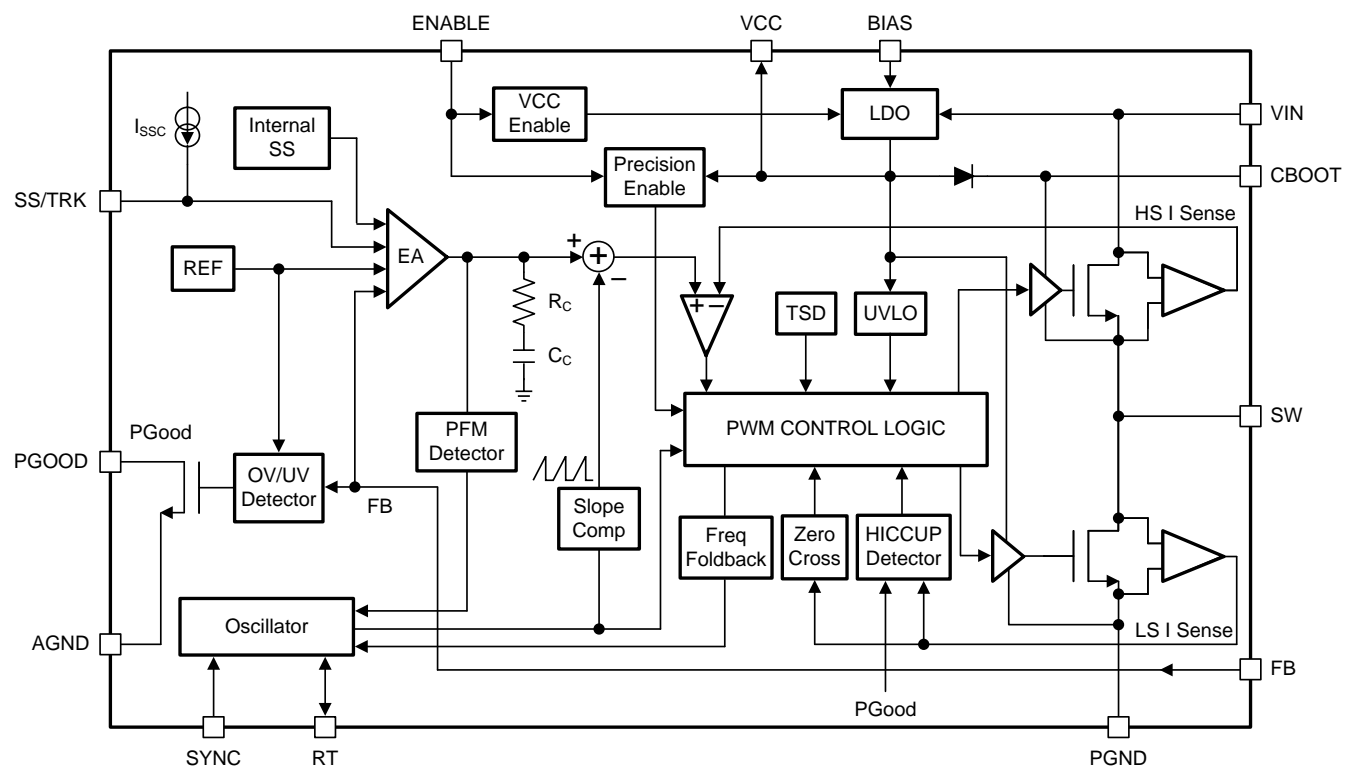 ENABLE
VCC
BIAS
ISSC
Internal
SS
VCC
Enable
LDO
VIN
Precision
Enable
CBOOT
SS/TRK
HS I Sense
EA
REF
+
+
−
+ −
RC
TSD
UVLO
CC
SW
PGood
PFM
Detector
PWM CONTROL LOGIC
PGOOD
OV/UV
Detector
FB
Slope
Comp
Freq
Foldback
Zero
Cross
HICCUP
Detector
Oscillator
LS I Sense
AGND
FB
PGood
SYNC
RT
PGND